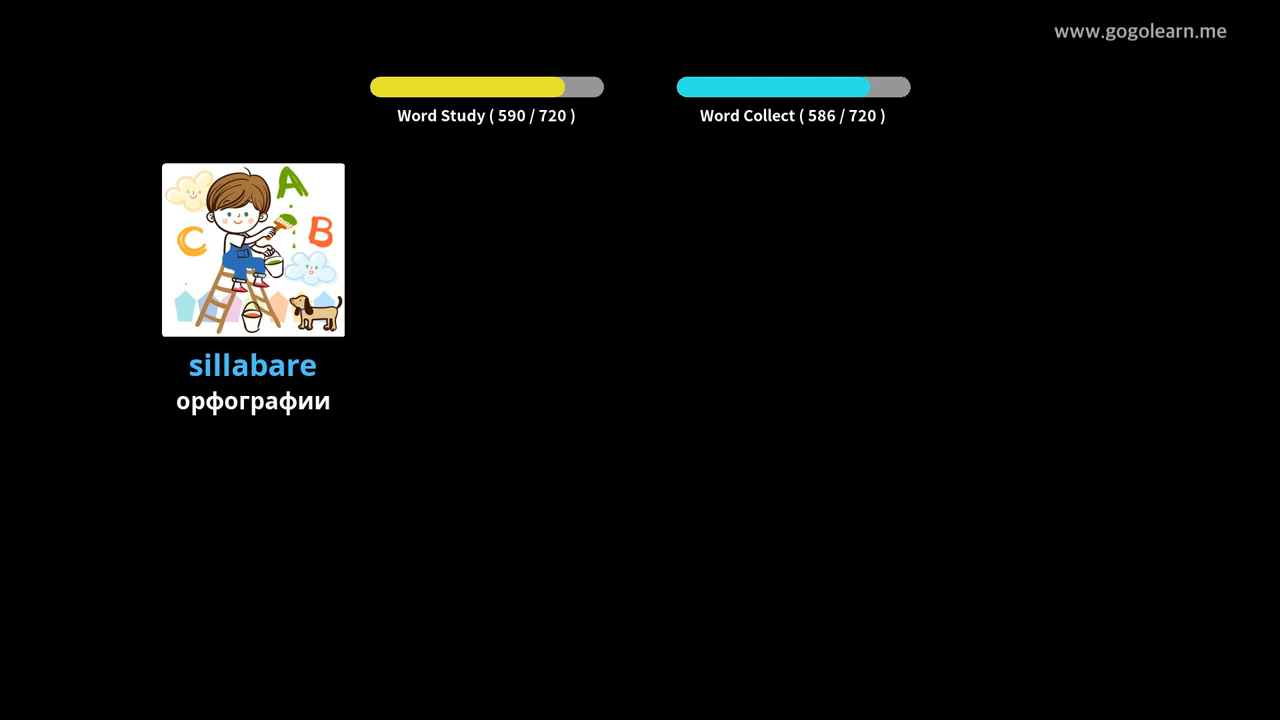 www.gogolearn.me
Word Study ( 590 / 720 )
Word Collect ( 586 / 720 )
A
B
C
sillabare
орфографии